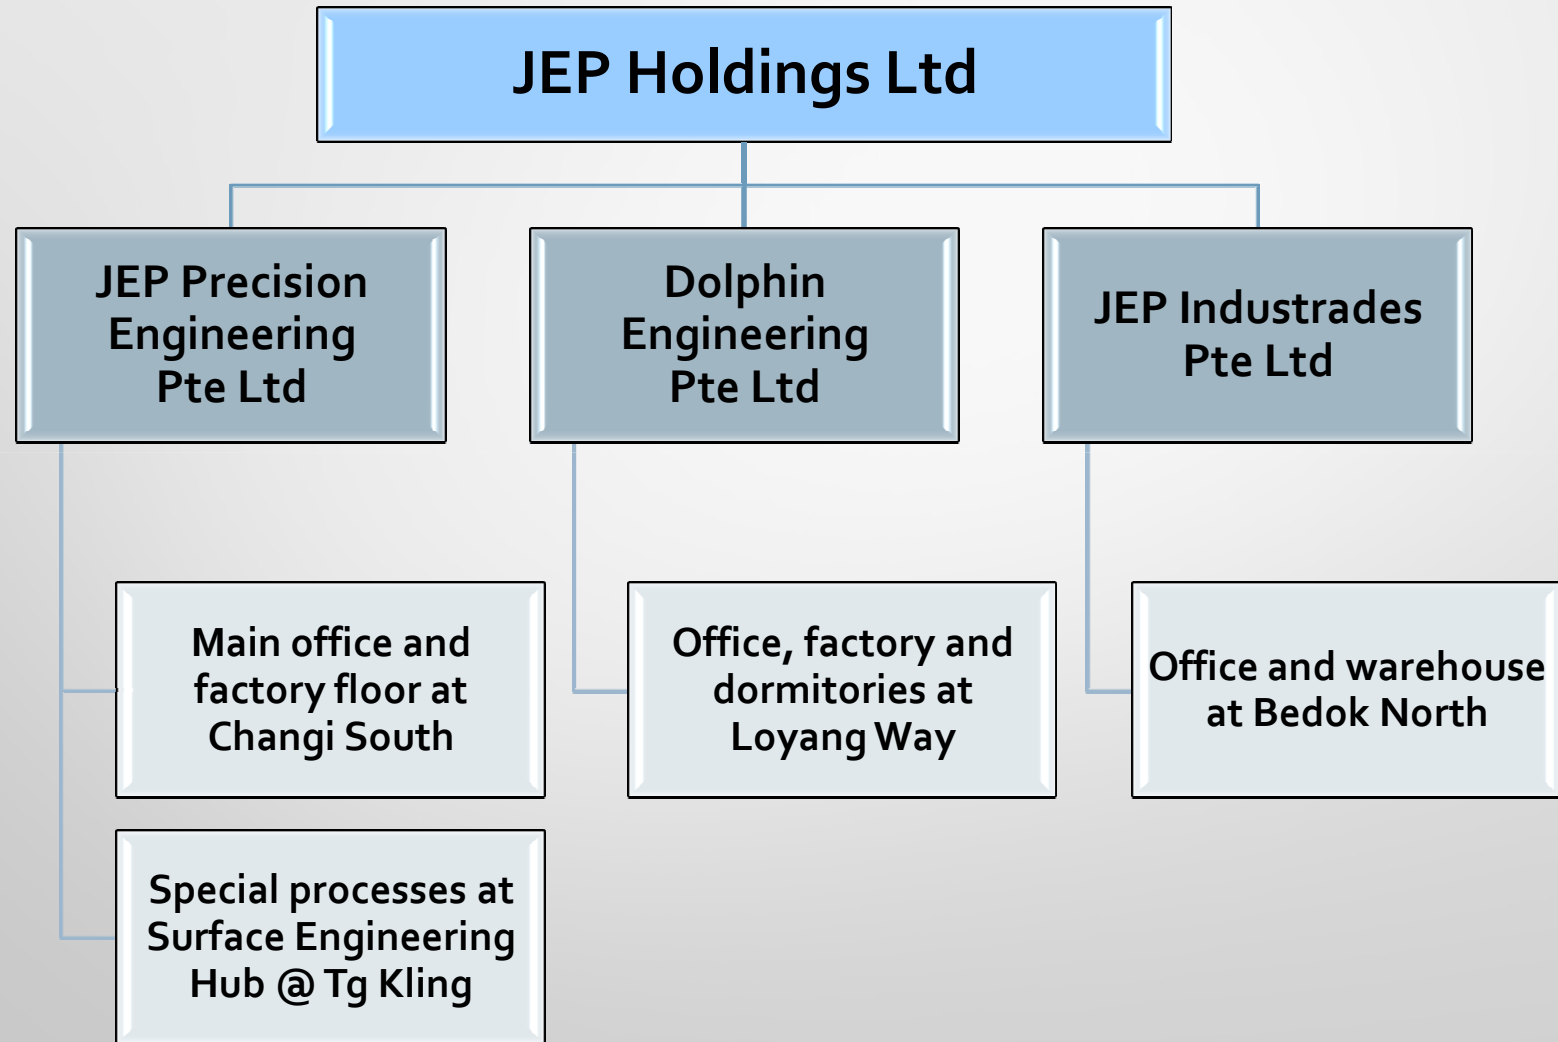 JEP Holdings Ltd
JEP Precision
Engineering
Pte Ltd
Dolphin
Engineering
Pte Ltd
JEP Industrades
Pte Ltd
Main office and
factory floor at
Changi South
Office, factory and
dormitories at
Loyang Way
Office and warehouse
at Bedok North
Special processes at
Surface Engineering
Hub @ Tg Kling